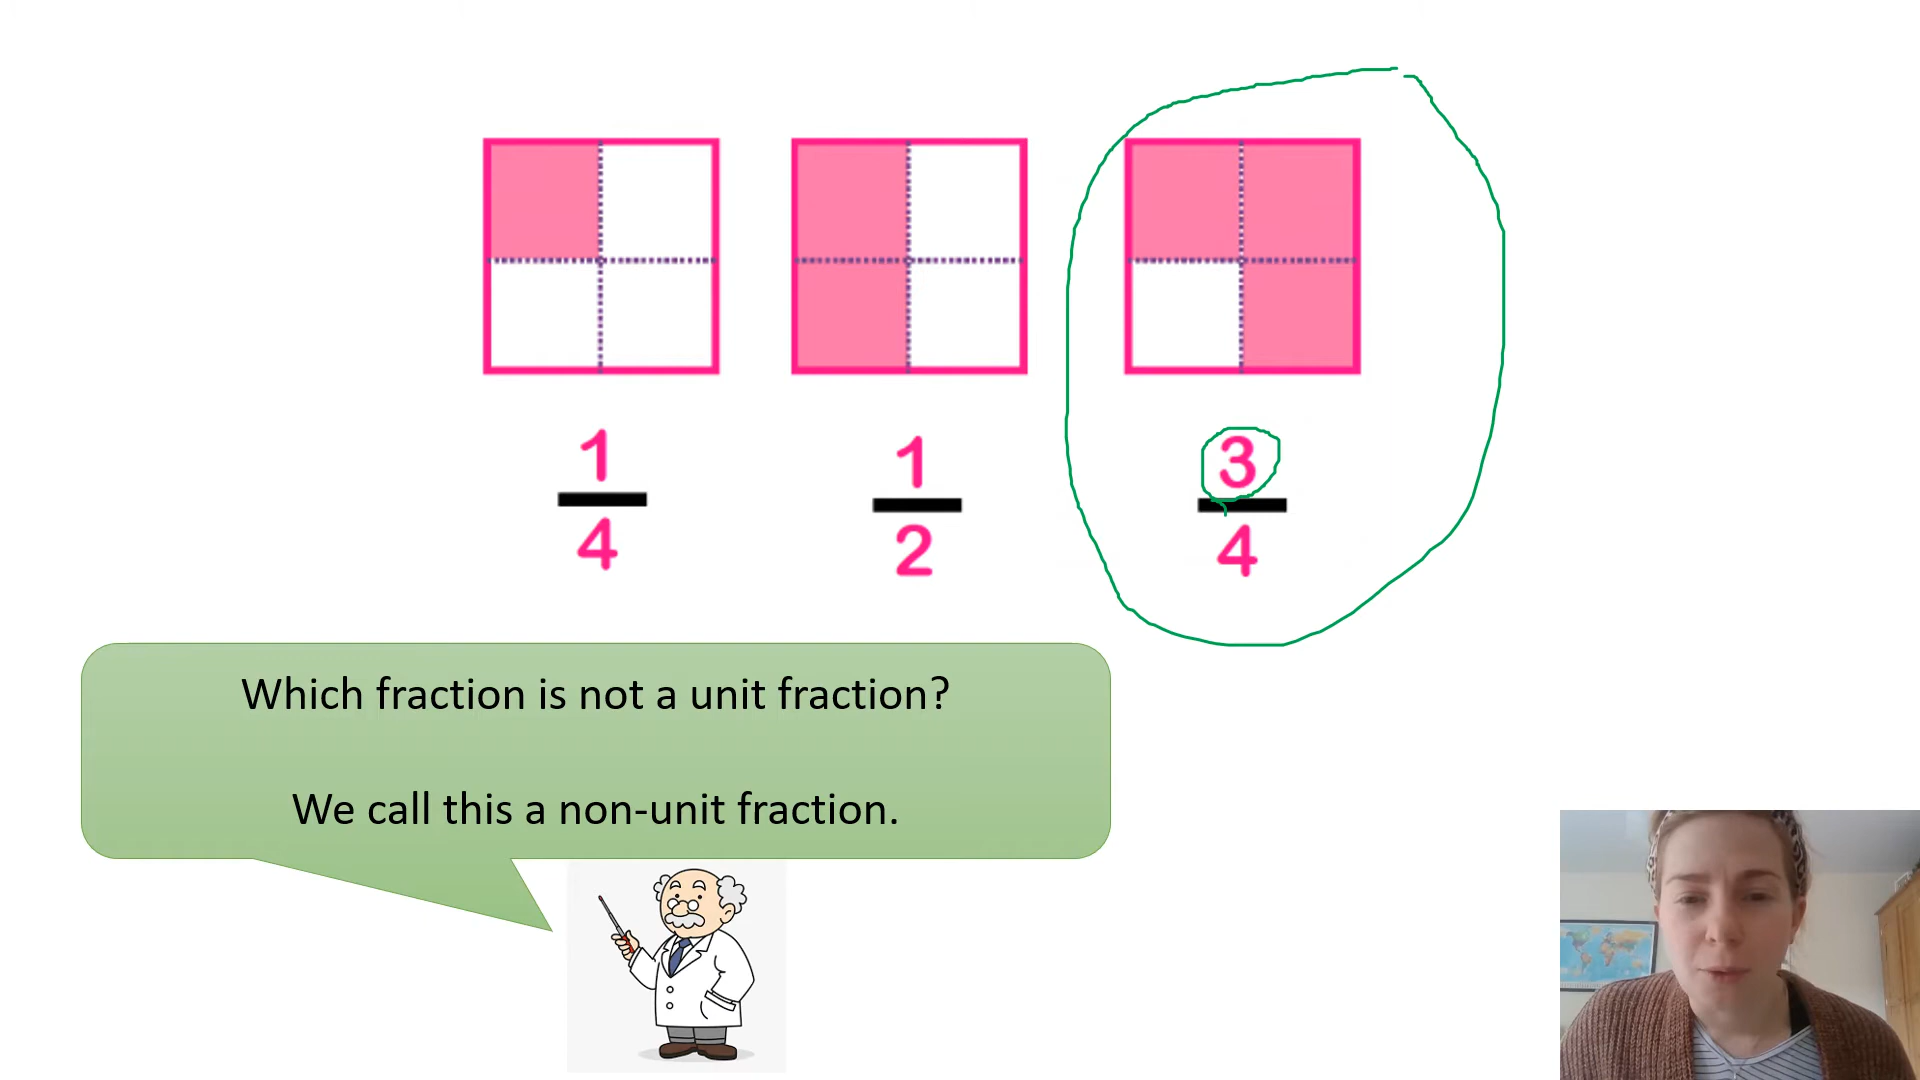 1 1 3
4 2 4
Which fraction is not a unit fraction?
We call this a non-unit fraction.